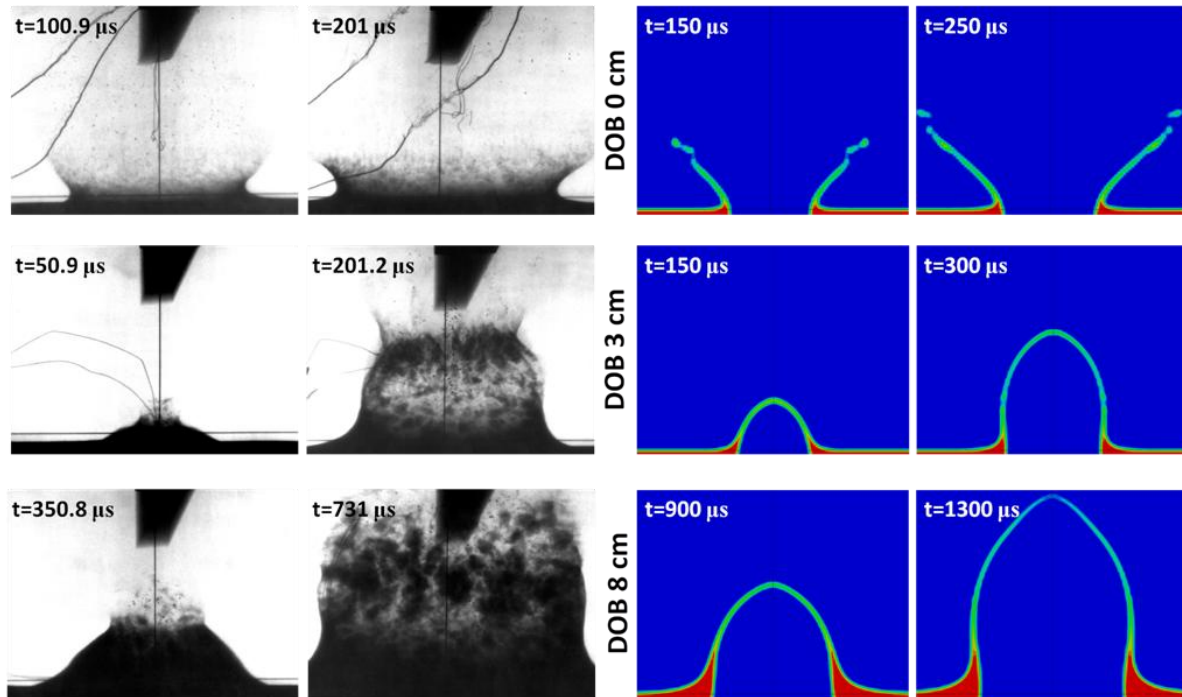 t=100.9 µs
t=201 µs
DOB 0 cm
t=150 µs
t=250 µs
t=50.9 µs
t=201.2 µs
DOB 3 cm
t=150 µs
t=300 µs
t=350.8 µs
t=731 µs
DOB 8 cm
t=900 µs
t=1300 µs